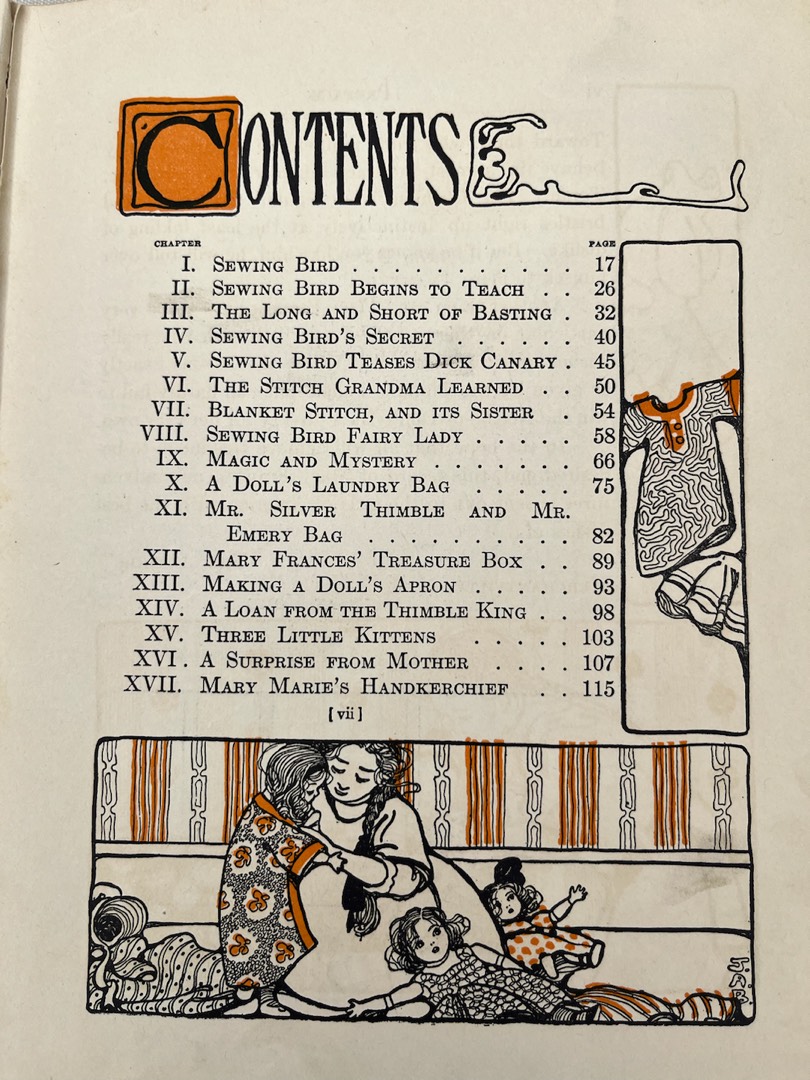 CONTENTS
CHAPTER PAGE
I. SEWING BIRD . . . . . . . . . . . 17
II. SEWING BIRD BEGINS TO TEACH . . 26
III. THE LONG AND SHORT OF BASTING . 32
IV. SEWING BIRD'S SECRET . . . . . . 40
V. SEWING BIRD TEASES DICK CANARY . 45
VI. THE STITCH GRANDMA LEARNED . . 50
VII. BLANKET STITCH, AND ITS SISTER . 54
VIII. SEWING BIRD FAIRY LADY . . . . . 58
IX. MAGIC AND MYSTERY . . . . . . . 66
X. A DOLL'S LAUNDRY BAG . . . . . 75
XI. MR. SILVER THIMBLE AND MR.
EMERY BAG . . . . . . . . . . 82
XII. MARY FRANCES' TREASURE BOX . . 89
XIII. MAKING A DOLL'S APRON . . . . . 93
XIV. A LOAN FROM THE THIMBLE KING . . 98
XV. THREE LITTLE KITTENS . . . . . 103
XVI. A SURPRISE FROM MOTHER . . . . 107
XVII. MARY MARIE'S HANDKERCHIEF . . 115
[vii]
J.A.B.